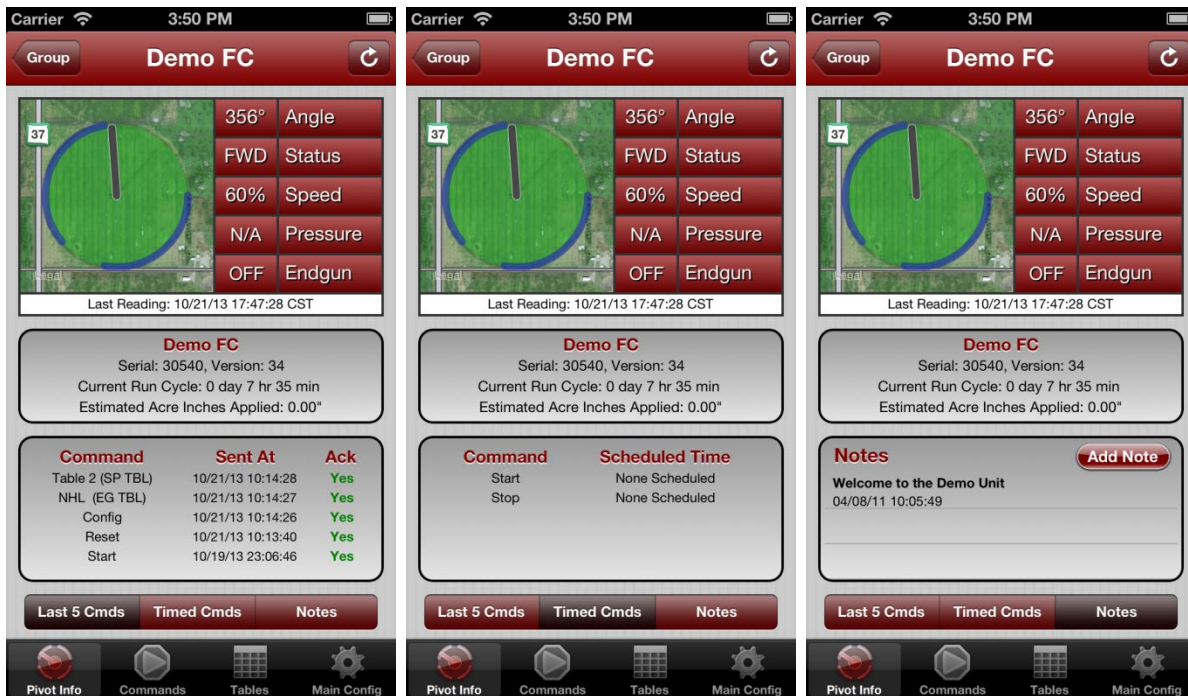 Carrier 3:50 PM
Group Demo FC
37
356° Angle
FWD Status
60% Speed
N/A Pressure
OFF Endgun
Legal
Last Reading: 10/21/13 17:47:28 CST
Demo FC
Serial: 30540, Version: 34
Current Run Cycle: 0 day 7 hr 35 min
Estimated Acre Inches Applied: 0.00"
Command Sent At Ack
Table 2 (SP TBL) 10/21/13 10:14:28 Yes
NHL (EG TBL) 10/21/13 10:14:27 Yes
Config 10/21/13 10:14:26 Yes
Reset 10/21/13 10:13:40 Yes
Start 10/19/13 23:06:46 Yes
Last 5 Cmds Timed Cmds Notes
Pivot Info Commands Tables Main Config
Carrier 3:50 PM
Group Demo FC
37
356° Angle
FWD Status
60% Speed
N/A Pressure
OFF Endgun
Legal
Last Reading: 10/21/13 17:47:28 CST
Demo FC
Serial: 30540, Version: 34
Current Run Cycle: 0 day 7 hr 35 min
Estimated Acre Inches Applied: 0.00"
Command Scheduled Time
Start None Scheduled
Stop None Scheduled
Last 5 Cmds Timed Cmds Notes
Pivot Info Commands Tables Main Config
Carrier 3:50 PM
Group Demo FC
37
356° Angle
FWD Status
60% Speed
N/A Pressure
OFF Endgun
Legal
Last Reading: 10/21/13 17:47:28 CST
Demo FC
Serial: 30540, Version: 34
Current Run Cycle: 0 day 7 hr 35 min
Estimated Acre Inches Applied: 0.00"
Notes Add Note
Welcome to the Demo Unit
04/08/11 10:05:49
Last 5 Cmds Timed Cmds Notes
Pivot Info Commands Tables Main Config